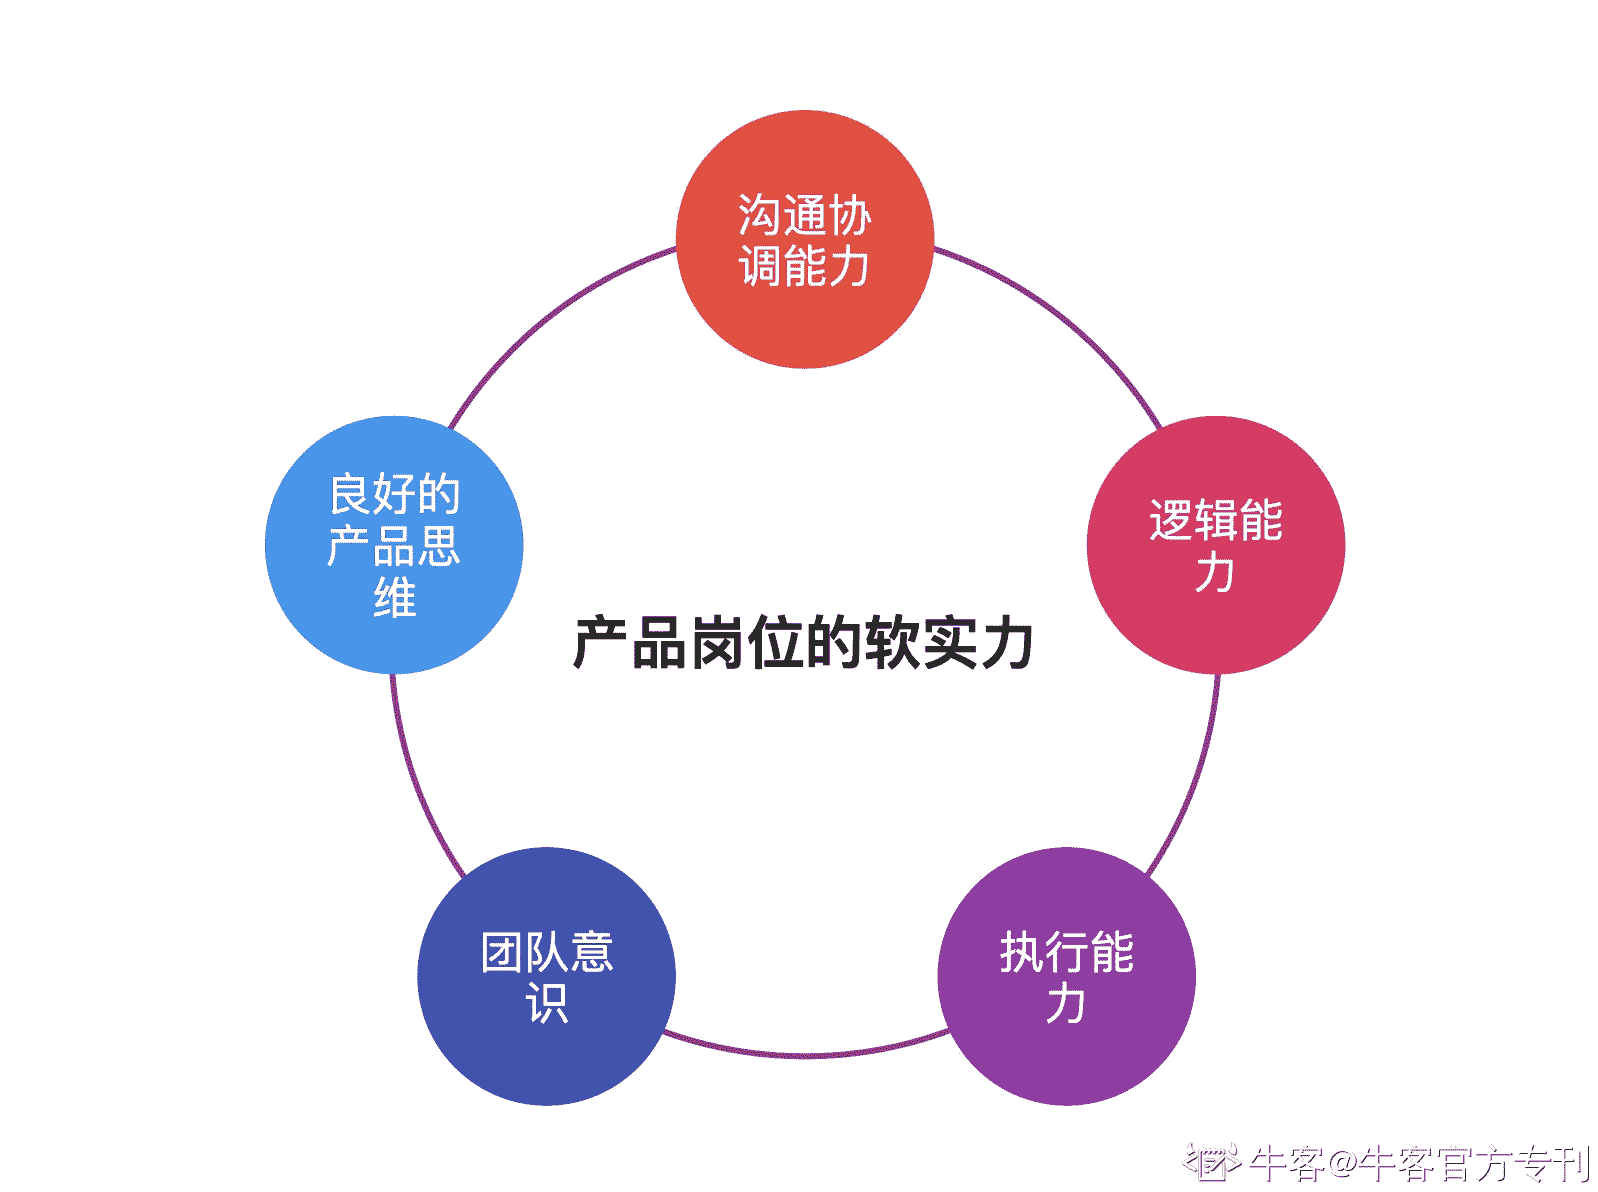 沟通协
调能力
良好的
产品思
维
逻辑能
力
产品岗位的软实力
团队意
识
执行能
力
牛客@牛客官方专刊